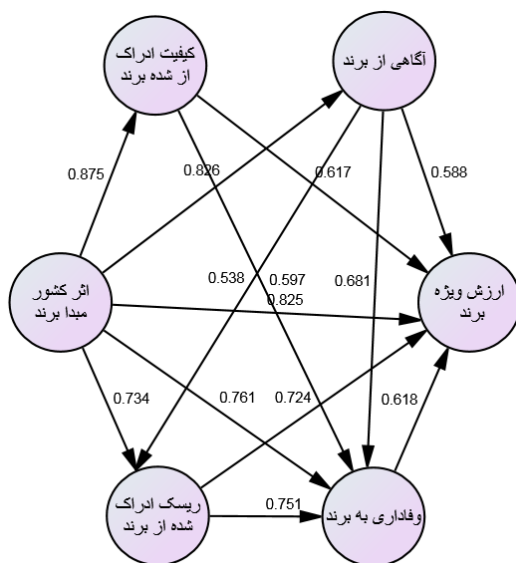 کیفیت ادراک
از شده برند
آگاهی از برند
0.875
0.826
0.617
0.588
اثر کشور
مبدا برند
0.538
0.597
0.681
0.825
ارزش ویژه
برند
0.734
0.761
0.724
0.618
ریسک ادراک
شده از برند
0.751
وفاداری به برند